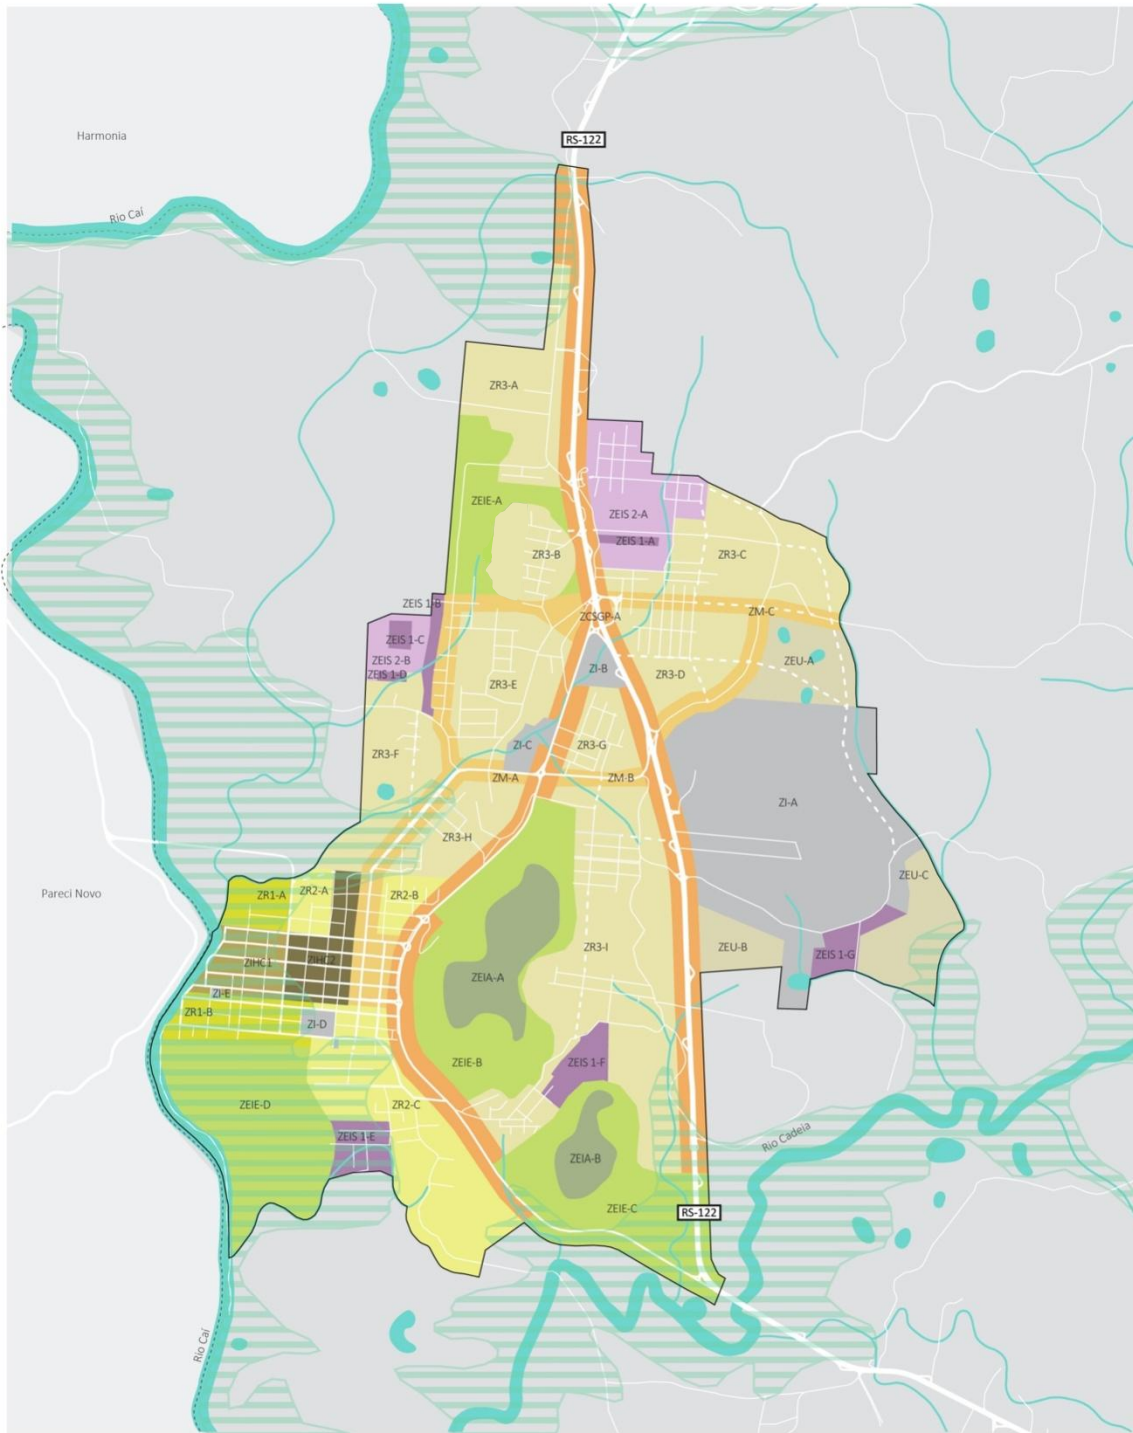 Harmonia
RS-122
Rio Caí
ZR3-A
ZEIE-A
ZEIS 2-A
ZEIS 1-A
ZR3-B
ZR3-C
ZEIS 1-B
ZCSGP-A
ZM-C
ZEIS 1-C
ZEIS 2-B
ZEIS 1-D
ZI-B
ZEU-A
ZR3-E
ZR3-D
ZR3-F
ZI-C
ZR3-G
ZM-A
ZM-B
ZI-A
ZR3-H
ZEU-C
Pareci Novo
ZR1-A
ZR2-A
ZR2-B
ZIHC1
ZIHC2
ZR3-I
ZEU-B
ZEIS 1-G
ZEIA-A
ZI-E
ZR1-B
ZI-D
ZEIE-B
ZEIS 1-F
ZEIE-D
ZR2-C
ZEIS 1-E
Rio Cadeia
ZEIA-B
ZEIE-C
RS-122
Rio Caí